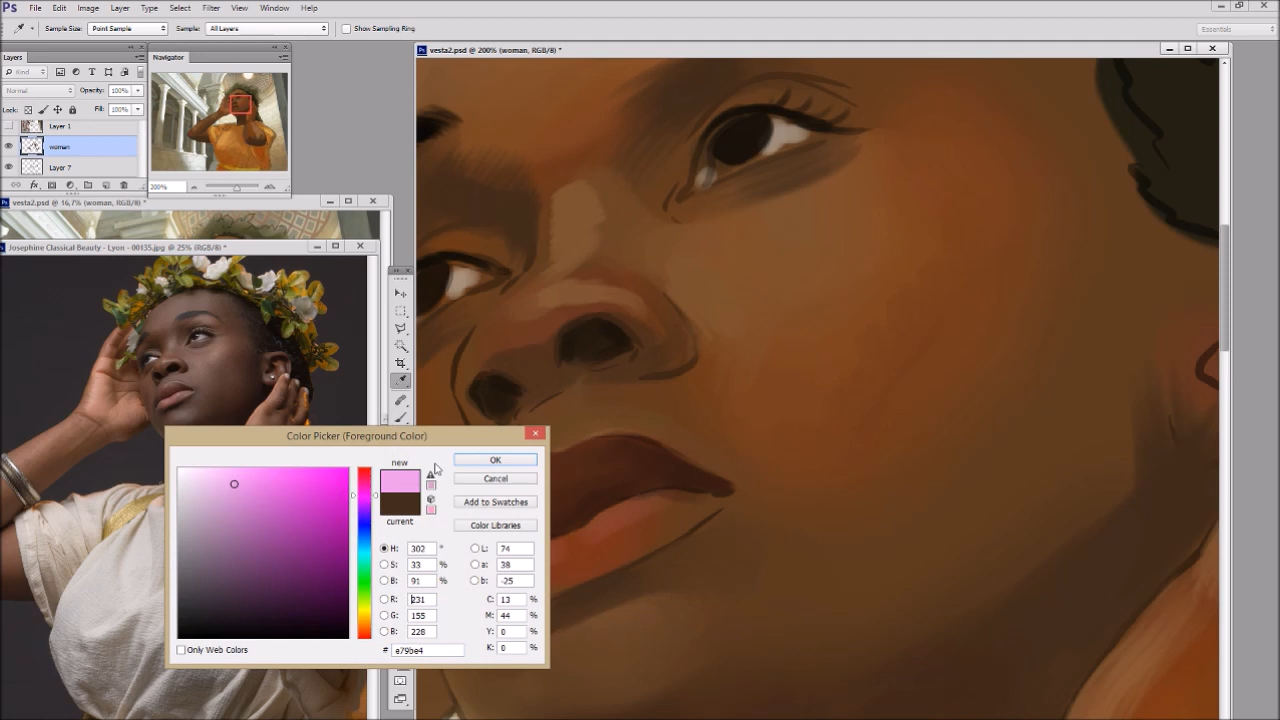 Ps File Edit Image Layer Type Select Filter View Window Help
Sample Size: Point Sample Sample: All Layers Show Sampling Ring Essentials
Layers
Kind
Normal Opacity: 100%
Lock: Fill: 100%
Layer 1
woman
Layer 7
Navigator
200%
vesta2.psd @ 200% (woman, RGB/8) *
vesta2.psd @ 16,7% (woman, RGB/8) *
Josephine Classical Beauty - Lyon - 00135.jpg @ 25% (RGB/8) *
Color Picker (Foreground Color)
new
current
OK
Cancel
Add to Swatches
Color Libraries
H: 302 ° L: 74
S: 33 % a: 38
B: 91 % b: -25
R: 231 C: 13 %
G: 155 M: 44 %
B: 228 Y: 0 %
# e79be4 K: 0 %
Only Web Colors